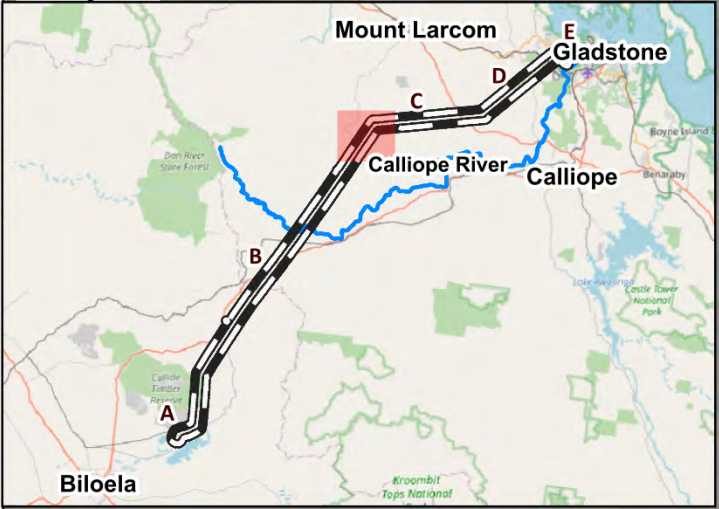 Mount Larcom
E
Gladstone
D
C
Boyne Island
Don River
State Forest
Calliope River
Calliope
Benaraby
B
Lake Awoonga
Castle Tower
National
Park
Callide
Timber
Reserve
A
Biloela
Kroombit
Tops National